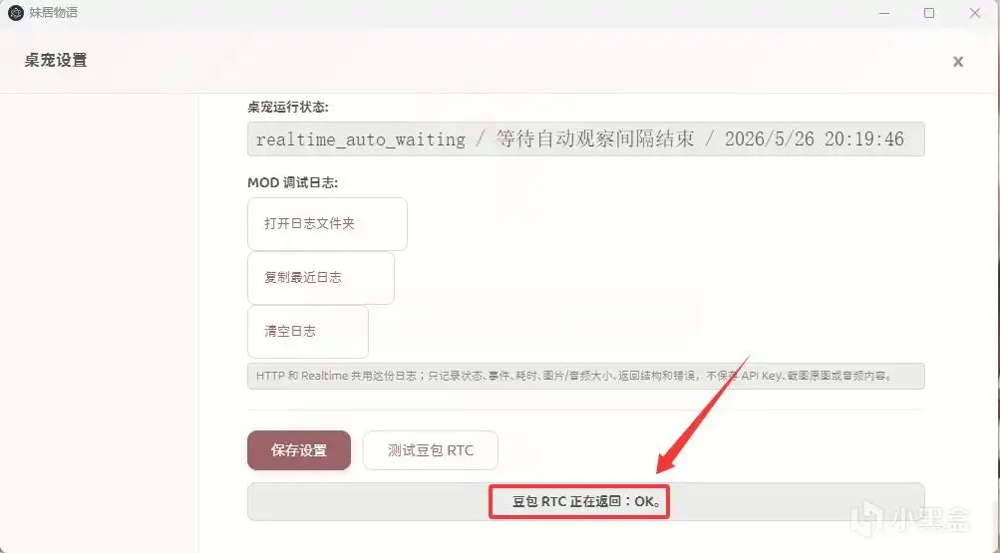 妹居物语
桌宠设置
桌宠运行状态:
realtime_auto_waiting / 等待自动观察间隔结束 / 2026/5/26 20:19:46
MOD 调试日志:
打开日志文件夹
复制最近日志
清空日志
HTTP 和 Realtime 共用这份日志；只记录状态、事件、耗时、图片/音频大小、返回结构和错误，不保存 API Key、截图原图或音频内容。
保存设置
测试豆包 RTC
豆包 RTC 正在返回：OK。
小黑盒